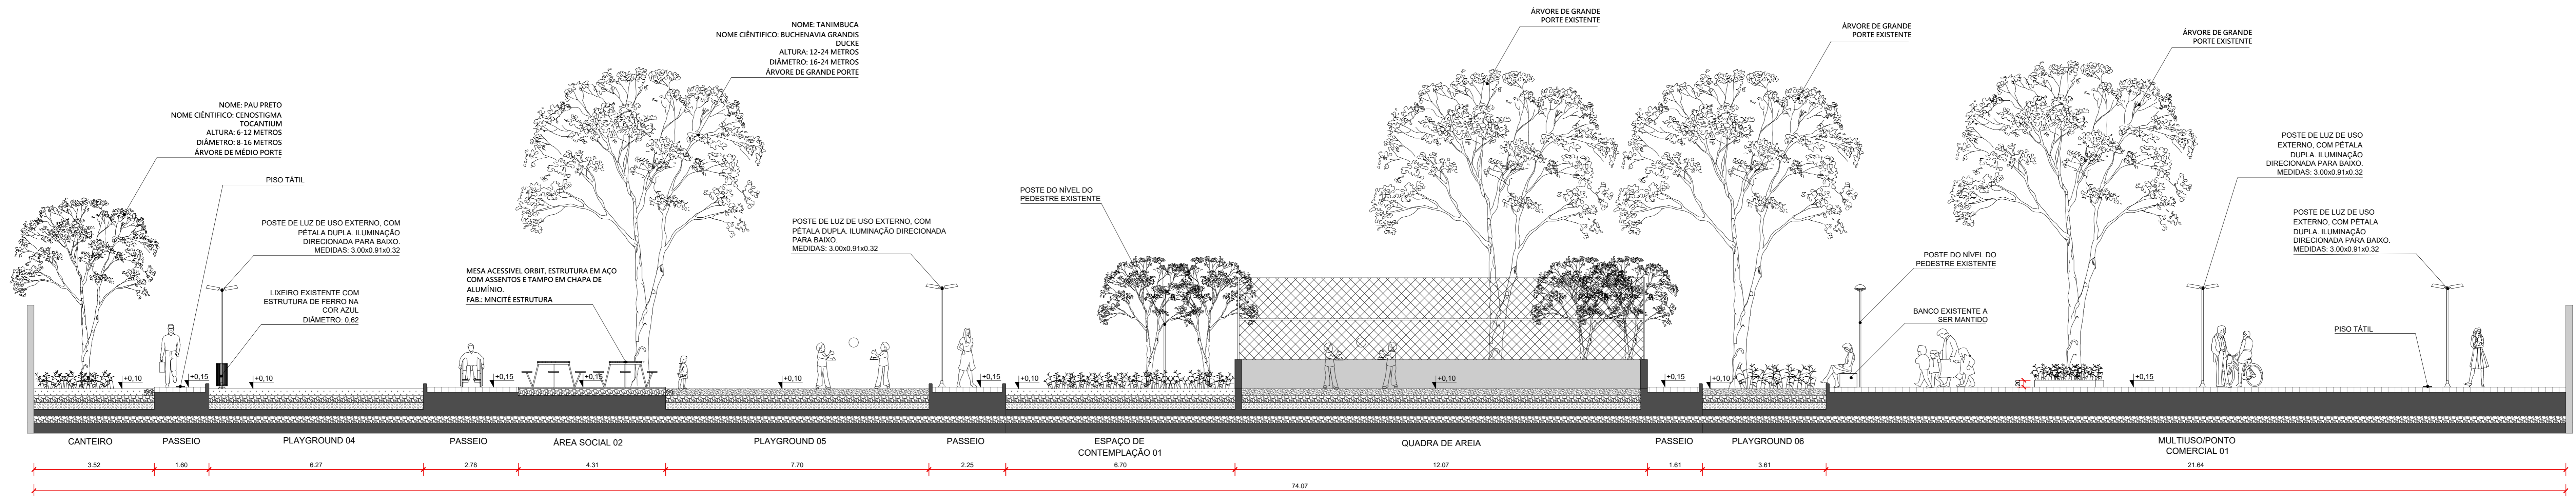 NOME: PAU PRETO
NOME CIÊNTIFICO: CENOSTIGMA
TOCANTIUM
ALTURA: 6-12 METROS
DIÂMETRO: 8-16 METROS
ÁRVORE DE MÉDIO PORTE
PISO TÁTIL
POSTE DE LUZ DE USO EXTERNO, COM
PÉTALA DUPLA. ILUMINAÇÃO
DIRECIONADA PARA BAIXO.
MEDIDAS: 3.00x0.91x0.32
LIXEIRO EXISTENTE COM
ESTRUTURA DE FERRO NA
COR AZUL
DIÂMETRO: 0,62
NOME: TANIMBUCA
NOME CIÊNTIFICO: BUCHENAVIA GRANDIS
DUCKE
ALTURA: 12-24 METROS
DIÂMETRO: 16-24 METROS
ÁRVORE DE GRANDE PORTE
MESA ACESSIVEL ORBIT, ESTRUTURA EM AÇO
COM ASSENTOS E TAMPO EM CHAPA DE
ALUMÍNIO.
FAB.: MNCITÉ ESTRUTURA
POSTE DE LUZ DE USO EXTERNO, COM
PÉTALA DUPLA. ILUMINAÇÃO DIRECIONADA
PARA BAIXO.
MEDIDAS: 3.00x0.91x0.32
POSTE DO NÍVEL DO
PEDESTRE EXISTENTE
ÁRVORE DE GRANDE
PORTE EXISTENTE
ÁRVORE DE GRANDE
PORTE EXISTENTE
ÁRVORE DE GRANDE
PORTE EXISTENTE
POSTE DO NÍVEL DO
PEDESTRE EXISTENTE
BANCO EXISTENTE A
SER MANTIDO
POSTE DE LUZ DE USO
EXTERNO, COM PÉTALA
DUPLA. ILUMINAÇÃO
DIRECIONADA PARA BAIXO.
MEDIDAS: 3.00x0.91x0.32
POSTE DE LUZ DE USO
EXTERNO, COM PÉTALA
DUPLA. ILUMINAÇÃO
DIRECIONADA PARA BAIXO.
MEDIDAS: 3.00x0.91x0.32
PISO TÁTIL
+0,10
+0,15
+0,10
+0,15
+0,15
+0,10
+0,15
+0,10
+0,10
+0,15
+0,10
+0,15
CANTEIRO
PASSEIO
PLAYGROUND 04
PASSEIO
ÁREA SOCIAL 02
PLAYGROUND 05
PASSEIO
ESPAÇO DE
CONTEMPLAÇÃO 01
QUADRA DE AREIA
PASSEIO
PLAYGROUND 06
MULTIUSO/PONTO
COMERCIAL 01
3.52
1.60
6.27
2.78
4.31
7.70
2.25
6.70
12.07
1.61
3.61
21.64
74.07